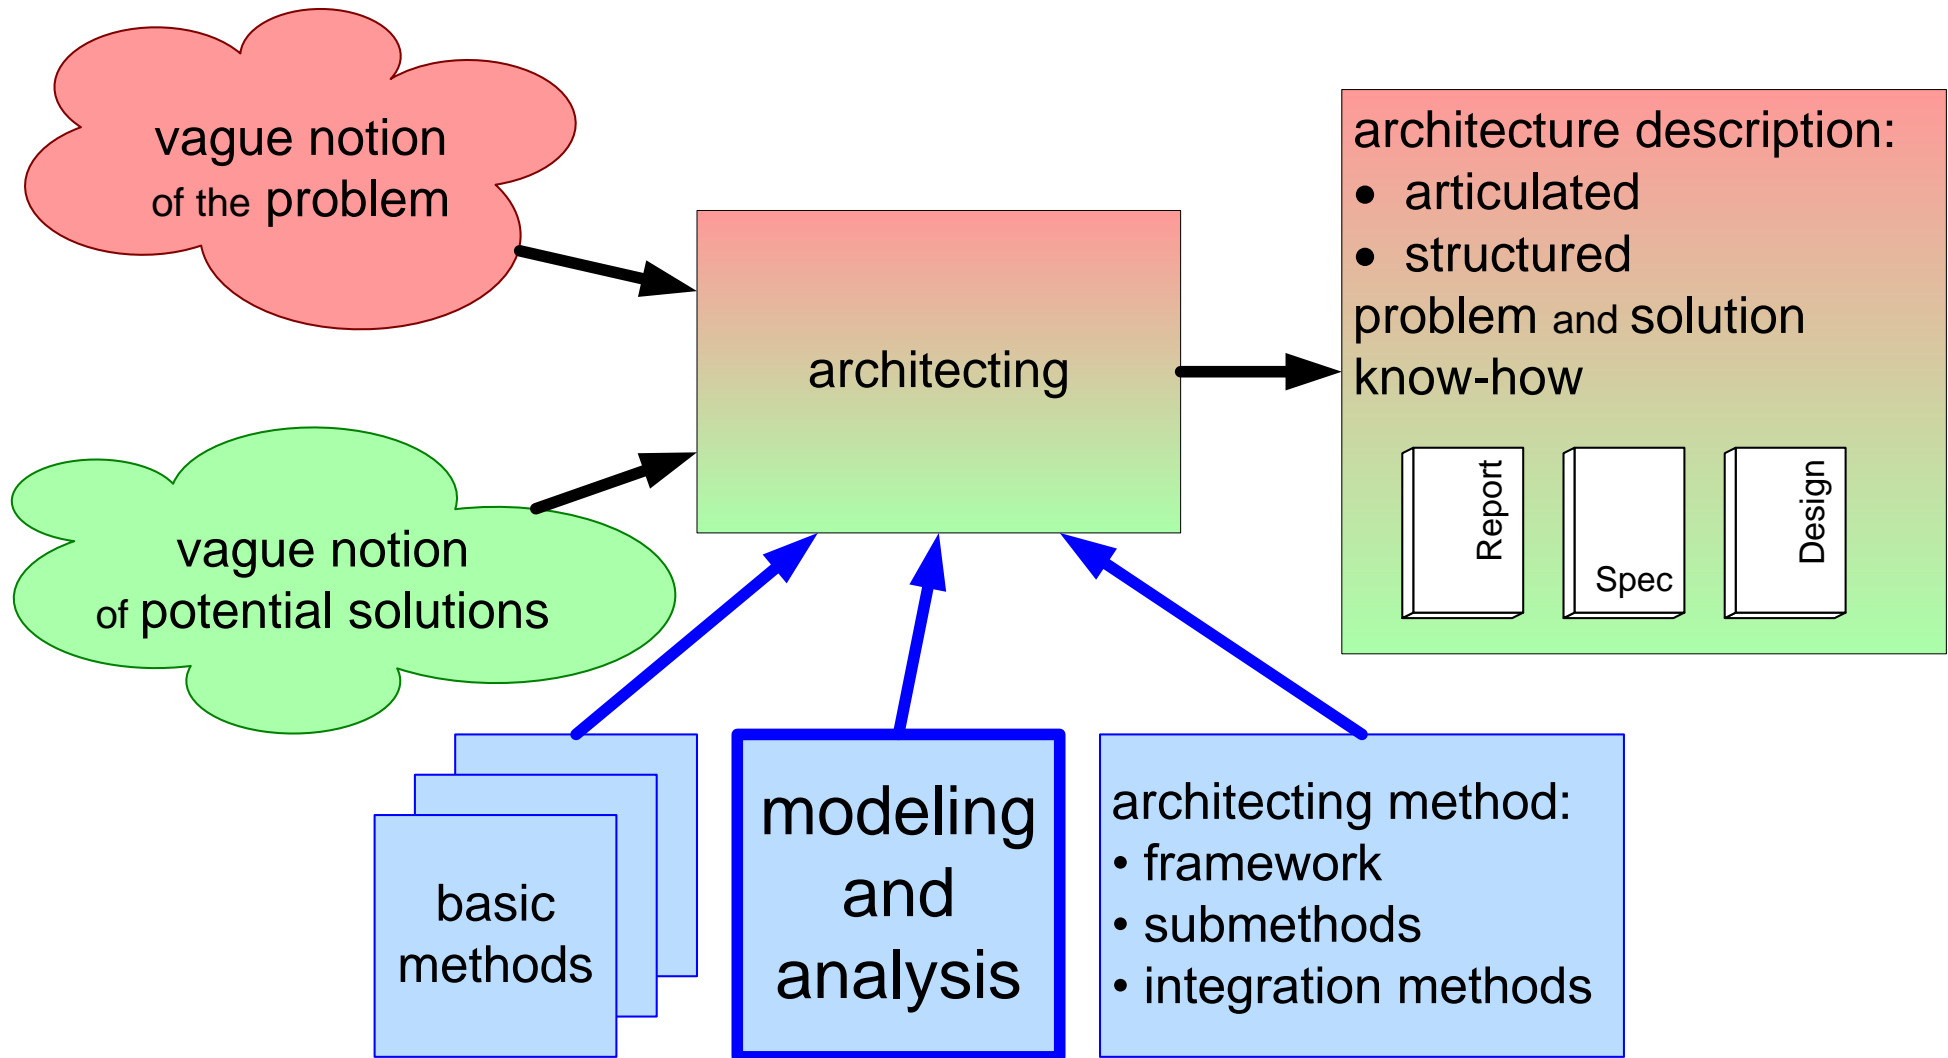 vague notion
of the problem
architecting
architecture description:
• articulated
• structured
problem and solution
know-how
Report
Spec
Design
vague notion
of potential solutions
basic
methods
modeling
and
analysis
architecting method:
• framework
• submethods
• integration methods